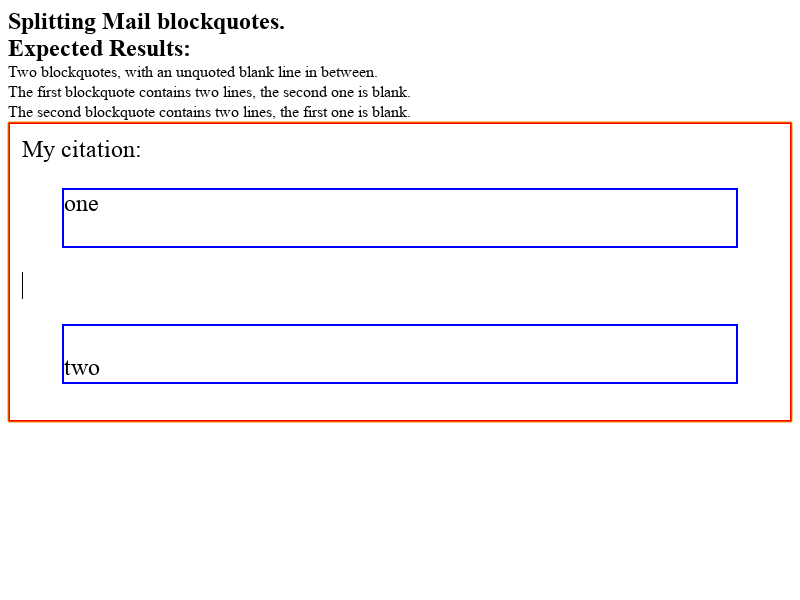 Splitting Mail blockquotes.
Expected Results:
Two blockquotes, with an unquoted blank line in between.
The first blockquote contains two lines, the second one is blank.
The second blockquote contains two lines, the first one is blank.
My citation:
one
two